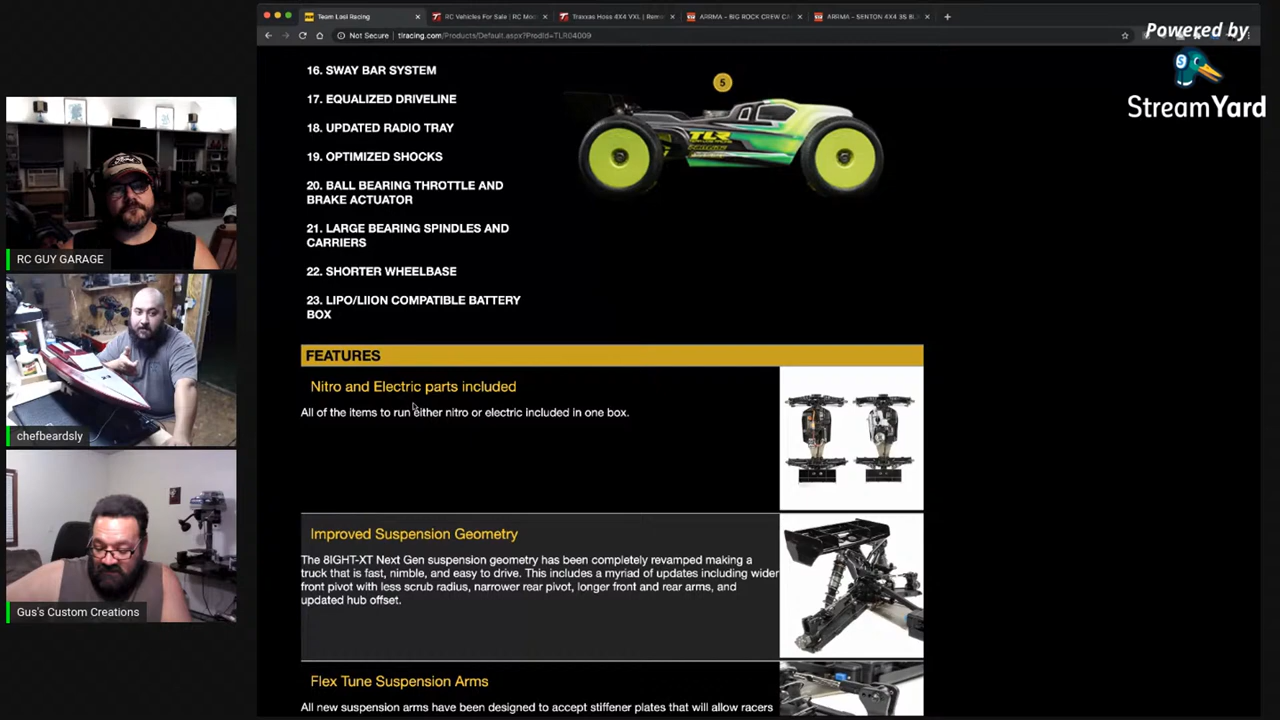 Team Losi Racing
RC Vehicles For Sale | RC Mod
Traxxas Hoss 4X4 VXL | Remo
ARRMA - BIG ROCK CREW CA
ARRMA - SENTON 4X4 3S BL
Not Secure | tlracing.com/Products/Default.aspx?ProdId=TLR04009
Powered by
StreamYard
16. SWAY BAR SYSTEM
17. EQUALIZED DRIVELINE
18. UPDATED RADIO TRAY
19. OPTIMIZED SHOCKS
20. BALL BEARING THROTTLE AND
BRAKE ACTUATOR
21. LARGE BEARING SPINDLES AND
CARRIERS
22. SHORTER WHEELBASE
23. LIPO/LIION COMPATIBLE BATTERY
BOX
5
TLR
FEATURES
Nitro and Electric parts included
All of the items to run either nitro or electric included in one box.
Improved Suspension Geometry
The 8IGHT-XT Next Gen suspension geometry has been completely revamped making a
truck that is fast, nimble, and easy to drive. This includes a myriad of updates including wider
front pivot with less scrub radius, narrower rear pivot, longer front and rear arms, and
updated hub offset.
Flex Tune Suspension Arms
All new suspension arms have been designed to accept stiffener plates that will allow racers
Ford
RC GUY GARAGE
chefbeardsly
Gus's Custom Creations